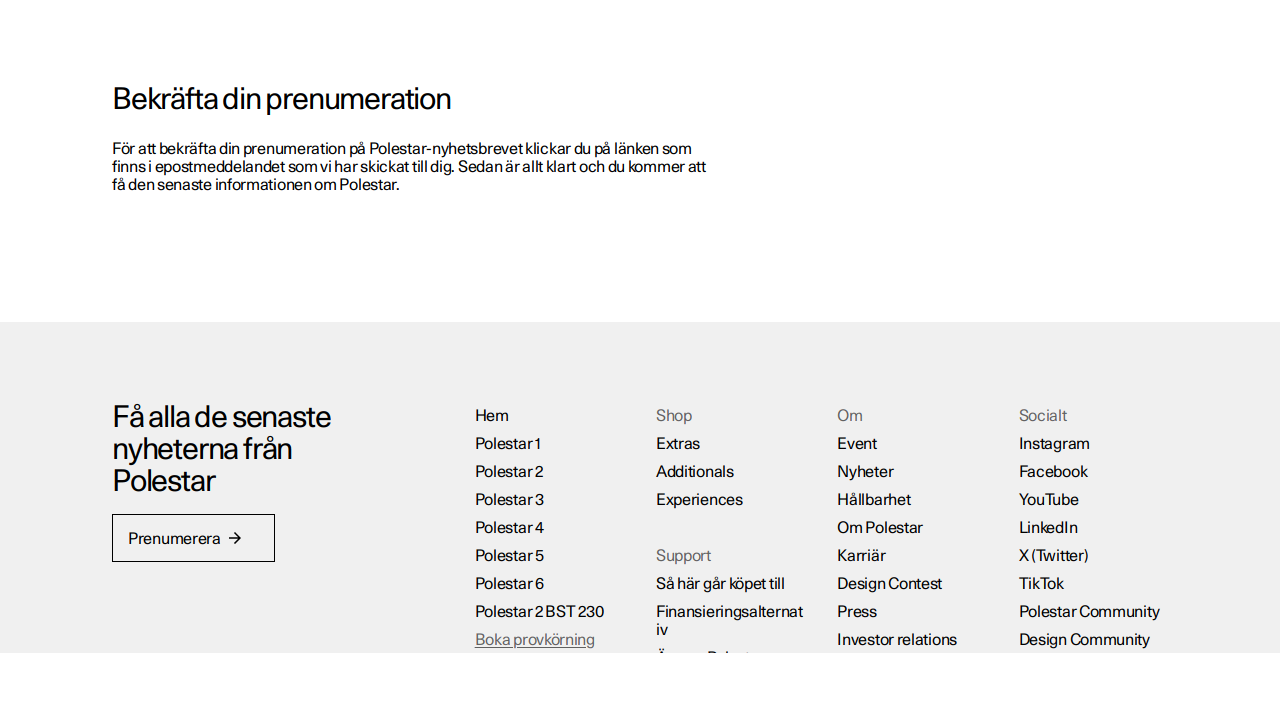 Bekräfta din prenumeration
För att bekräfta din prenumeration på Polestar-nyhetsbrevet klickar du på länken som
finns i epostmeddelandet som vi har skickat till dig. Sedan är allt klart och du kommer att
få den senaste informationen om Polestar.
Få alla de senaste
nyheterna från
Polestar
Prenumerera
Hem
Polestar 1
Polestar 2
Polestar 3
Polestar 4
Polestar 5
Polestar 6
Polestar 2 BST 230
Boka provkörning
Shop
Extras
Additionals
Experiences
Support
Så här går köpet till
Finansieringsalternat
iv
Om
Event
Nyheter
Hållbarhet
Om Polestar
Karriär
Design Contest
Press
Investor relations
Socialt
Instagram
Facebook
YouTube
LinkedIn
X (Twitter)
TikTok
Polestar Community
Design Community